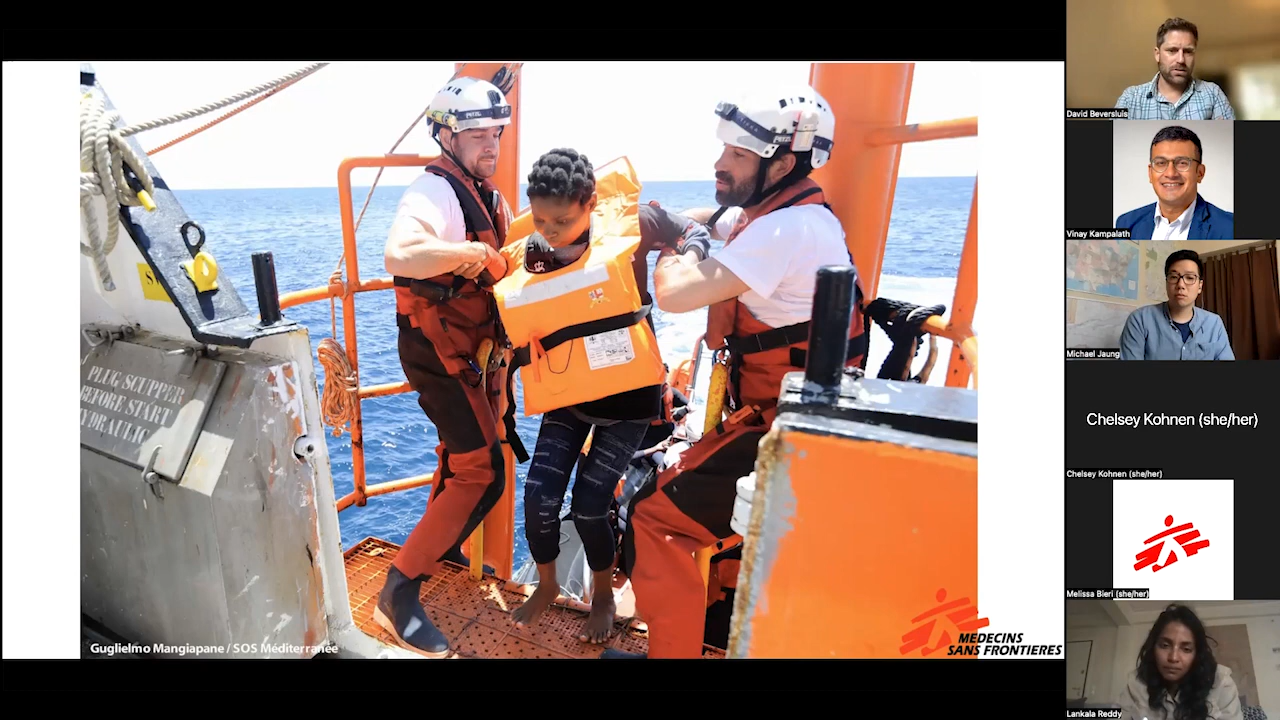 PLUG SCUPPER
BEFORE START
HYDRAULIC
Guglielmo Mangiapane / SOS Méditerranée
MEDECINS
SANS FRONTIERES
David Beversluis
Vinay Kampalath
Michael Jaung
Chelsey Kohnen (she/her)
Chelsey Kohnen (she/her)
Melissa Bieri (she/her)
Lankala Reddy